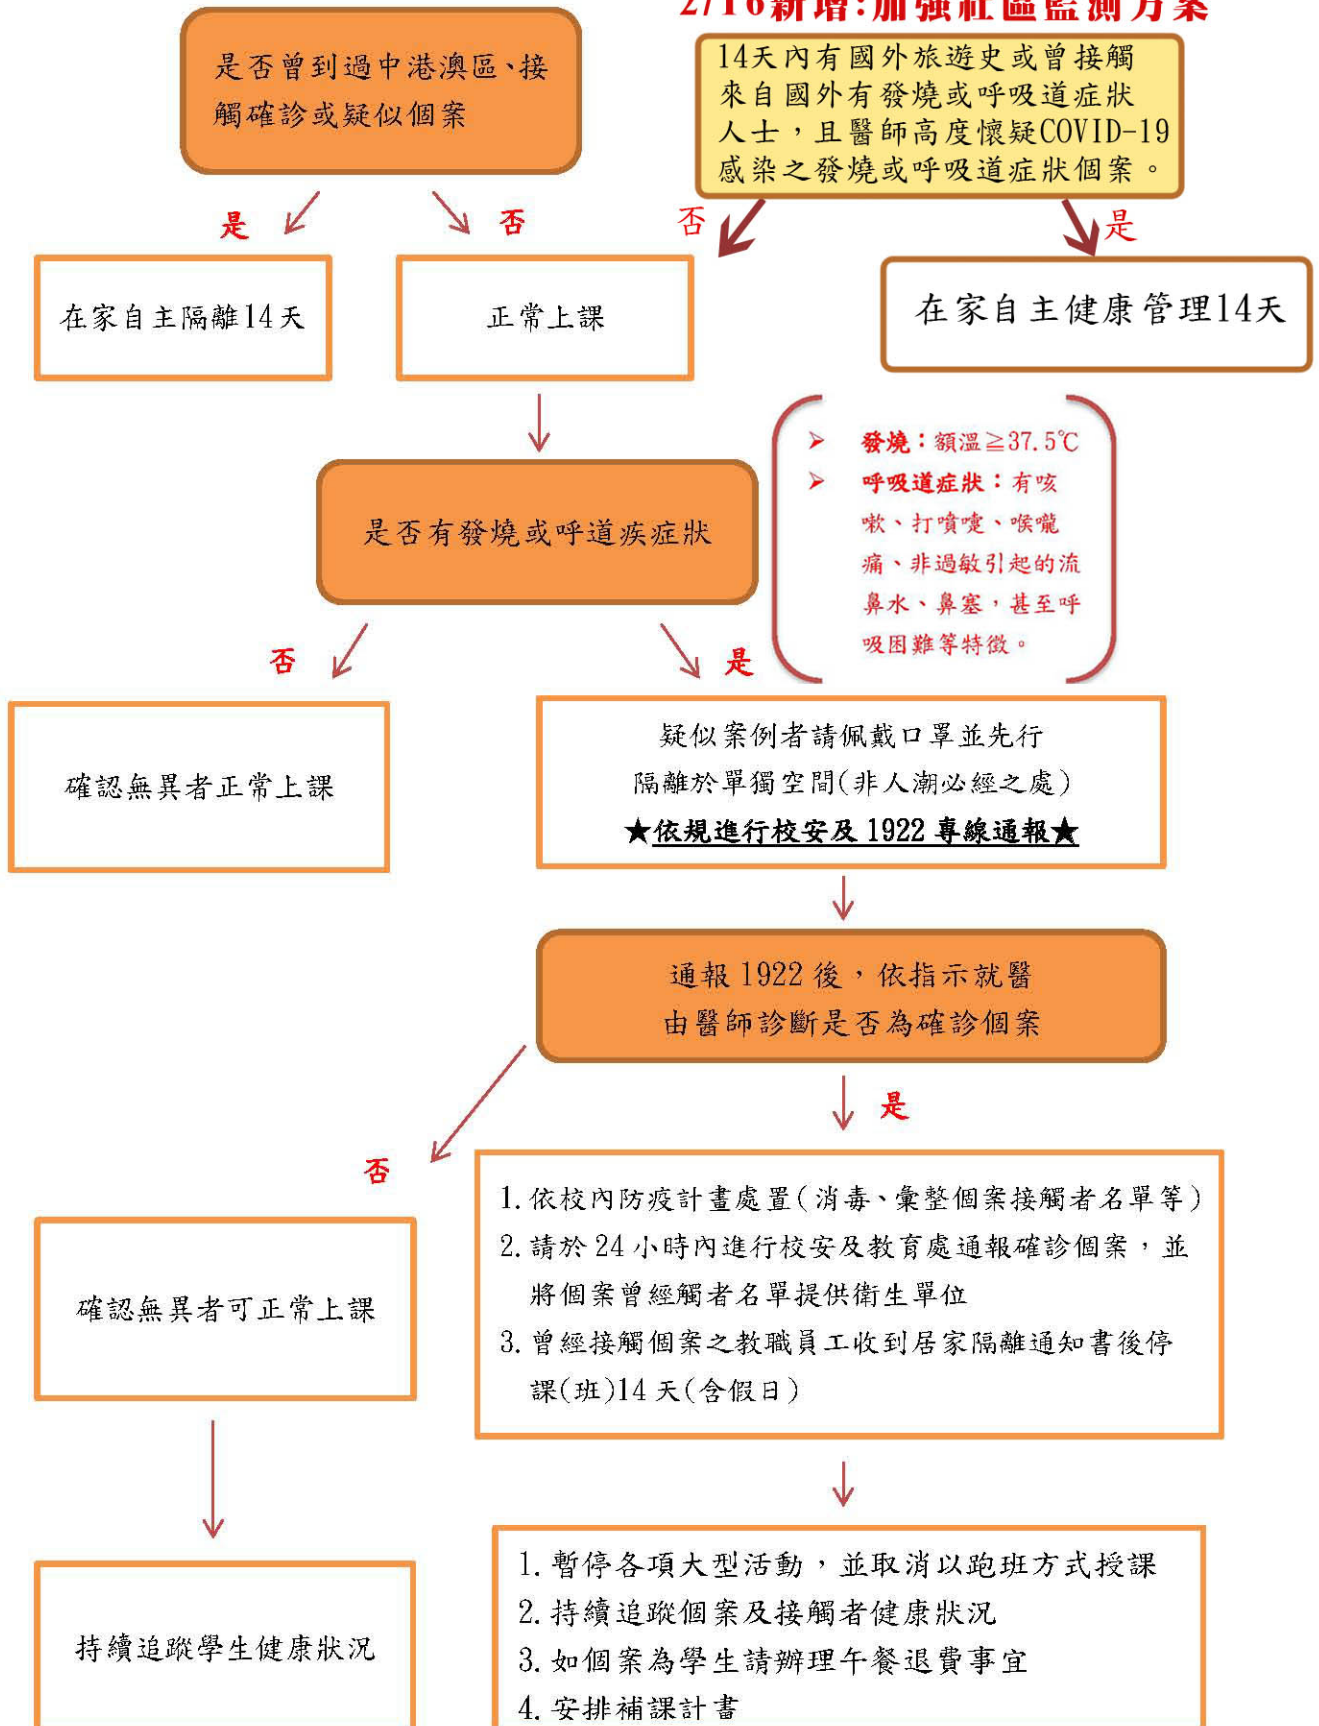 2/16新增:加強社區監測方案
是否曾到過中港澳區、接
觸確診或疑似個案
14天內有國外旅遊史或曾接觸
來自國外有發燒或呼吸道症狀
人士，且醫師高度懷疑COVID-19
感染之發燒或呼吸道症狀個案。
是
否
否
是
在家自主隔離14天
正常上課
在家自主健康管理14天
是否有發燒或呼道疾症狀
➢ 發燒：額溫≧37.5℃
➢ 呼吸道症狀：有咳
嗽、打噴嚏、喉嚨
痛、非過敏引起的流
鼻水、鼻塞，甚至呼
吸困難等特徵。
否
是
確認無異者正常上課
疑似案例者請佩戴口罩並先行
隔離於單獨空間(非人潮必經之處)
★依規進行校安及 1922 專線通報★
通報 1922 後，依指示就醫
由醫師診斷是否為確診個案
否
是
確認無異者可正常上課
1. 依校內防疫計畫處置(消毒、彙整個案接觸者名單等)
2. 請於 24 小時內進行校安及教育處通報確診個案，並
將個案曾經觸者名單提供衛生單位
3. 曾經接觸個案之教職員工收到居家隔離通知書後停
課(班)14 天(含假日)
持續追蹤學生健康狀況
1. 暫停各項大型活動，並取消以跑班方式授課
2. 持續追蹤個案及接觸者健康狀況
3. 如個案為學生請辦理午餐退費事宜
4. 安排補課計畫